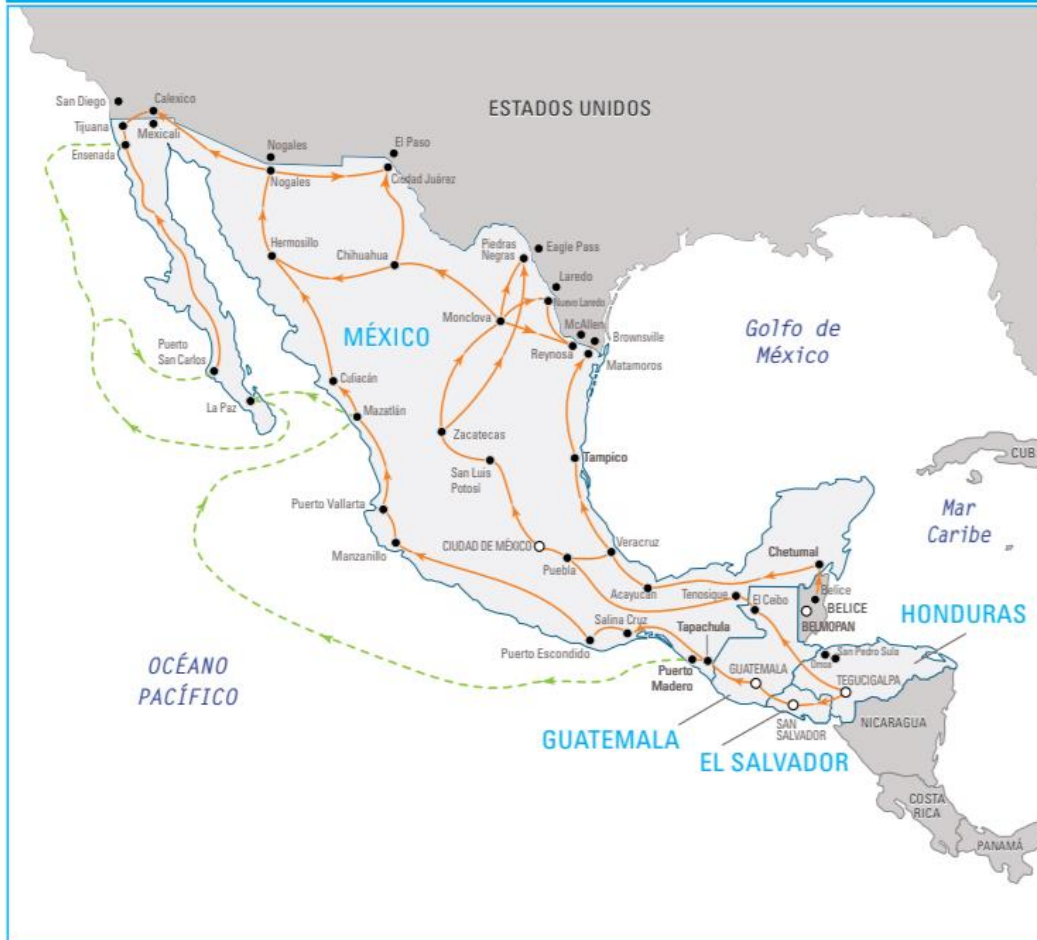 ESTADOS UNIDOS
San Diego
Calexico
Tijuana
Mexicali
Ensenada
Nogales
Nogales
El Paso
Ciudad Juárez
Hermosillo
Chihuahua
Piedras
Negras
Eagle Pass
Laredo
Nuevo Laredo
Monclova
McAllen
Brownsville
Reynosa
Matamoros
MÉXICO
Golfo de
México
Puerto
San Carlos
La Paz
Culiacán
Mazatlán
Zacatecas
San Luis
Potosí
Tampico
CUB
Mar
Caribe
Puerto Vallarta
Manzanillo
CIUDAD DE MÉXICO
Puebla
Veracruz
Chetumal
Acayucan
Tenosique
El Ceibo
Belice
BELICE
BELMOPAN
HONDURAS
Salina Cruz
Tapachula
Puerto Escondido
Puerto
Madero
GUATEMALA
San Pedro Sula
Omoa
TEGUCIGALPA
OCÉANO
PACÍFICO
SAN
SALVADOR
NICARAGUA
GUATEMALA
EL SALVADOR
COSTA
RICA
PANAMÁ